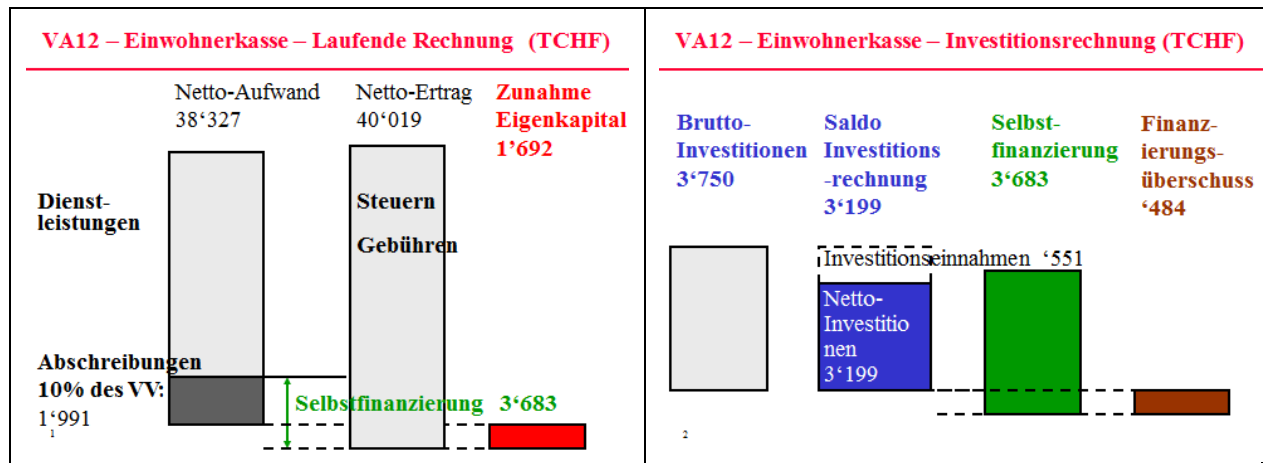 VA12 – Einwohnerkasse – Laufende Rechnung (TCHF)
Netto-Aufwand
38‘327
Netto-Ertrag
40‘019
Zunahme
Eigenkapital
1’692
Dienst-
leistungen
Steuern
Gebühren
Abschreibungen
10% des VV:
1‘991
Selbstfinanzierung 3‘683
1
VA12 – Einwohnerkasse – Investitionsrechnung (TCHF)
Brutto-
Investitionen
3‘750
Saldo
Investitions
-rechnung
3‘199
Selbst-
finanzierung
3‘683
Finanz-
ierungs-
überschuss
‘484
Investitionseinnahmen ‘551
Netto-
Investitio
nen
3‘199
2